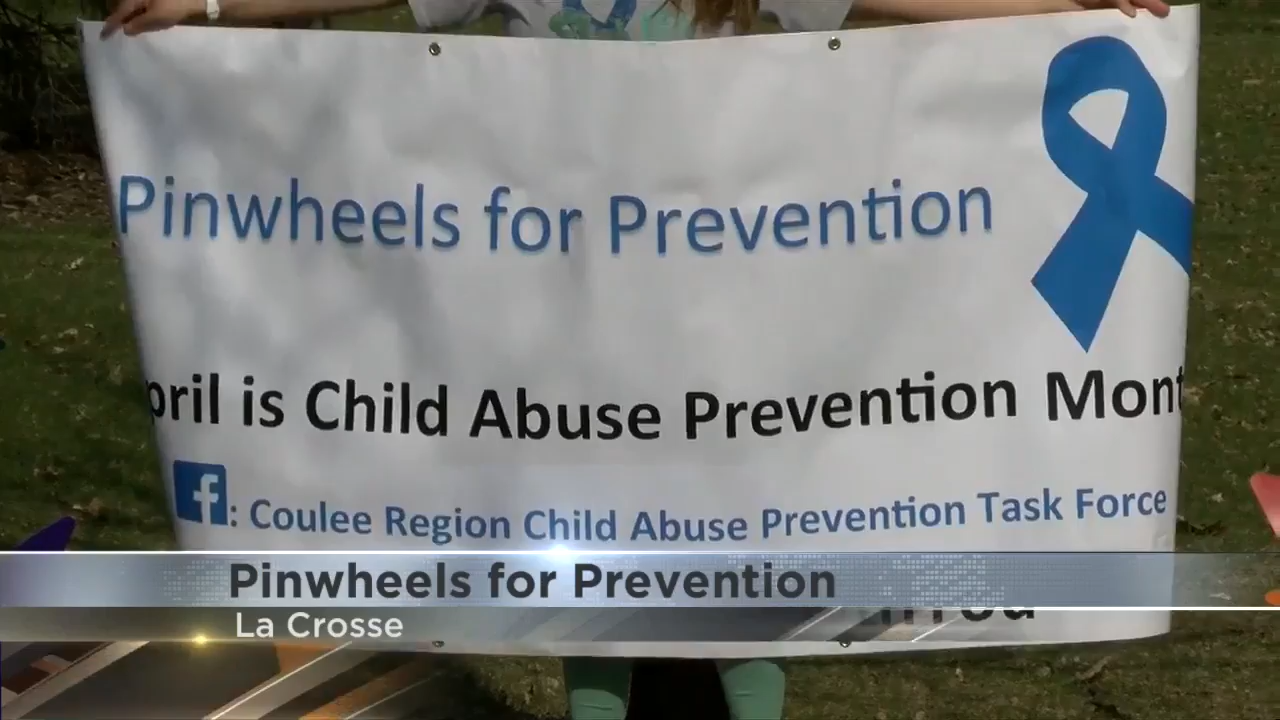 Pinwheels for Prevention
pril is Child Abuse Prevention Mont
f: Coulee Region Child Abuse Prevention Task Force
Pinwheels for Prevention
La Crosse